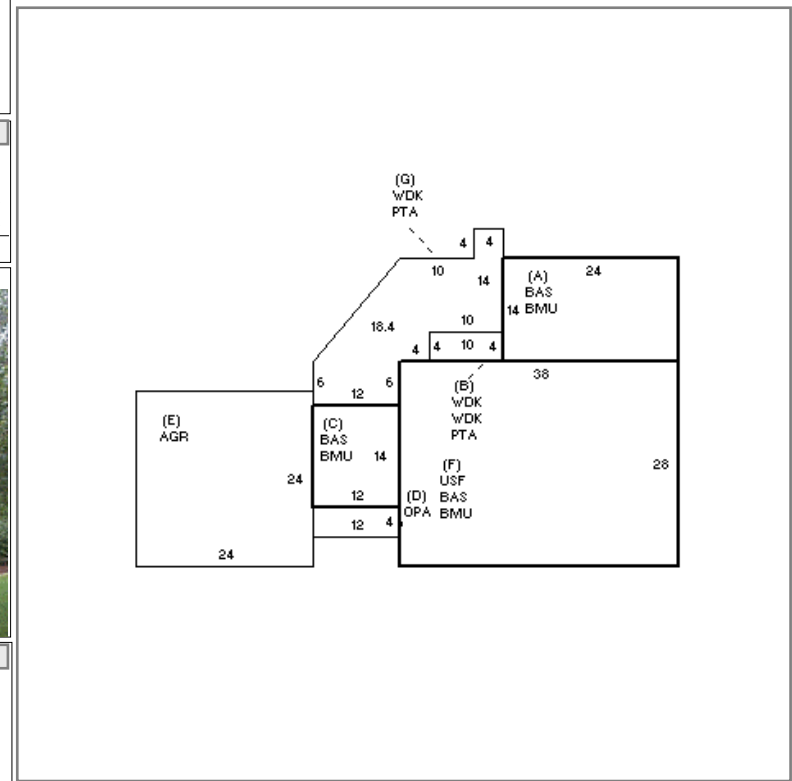 (G)
WDK
PTA
4 4
10
14
(A)
BAS
BMU
24
14
18.4
10
4 4 10 4
38
6 12 6
(B)
WDK
WDK
PTA
(E)
AGR
(C)
BAS
BMU
14
24
12
(F)
USF
BAS
BMU
28
(D)
OPA
12 4
24